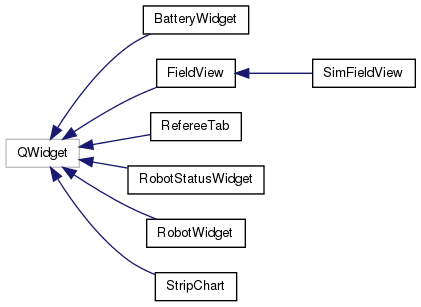 BatteryWidget
FieldView
SimFieldView
RefereeTab
QWidget
RobotStatusWidget
RobotWidget
StripChart